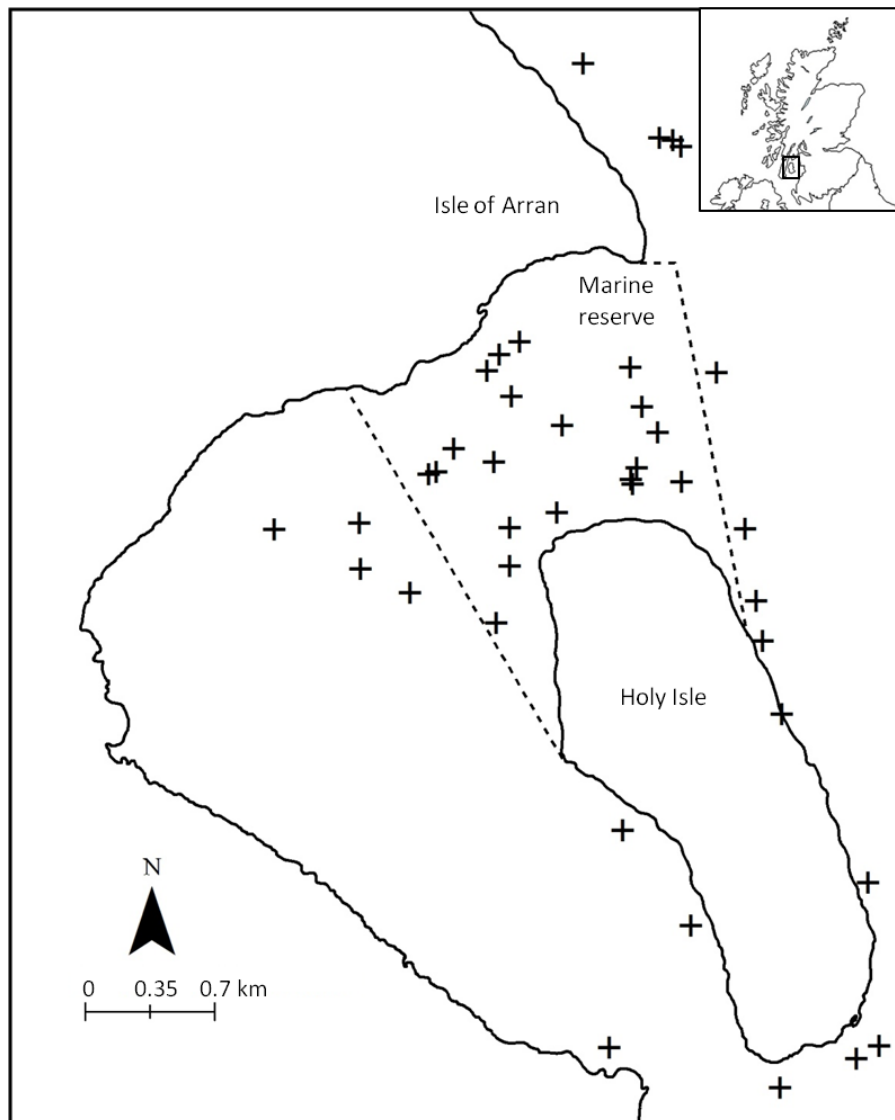 Isle of Arran
Marine
reserve
Holy Isle
N
0 0.35 0.7 km